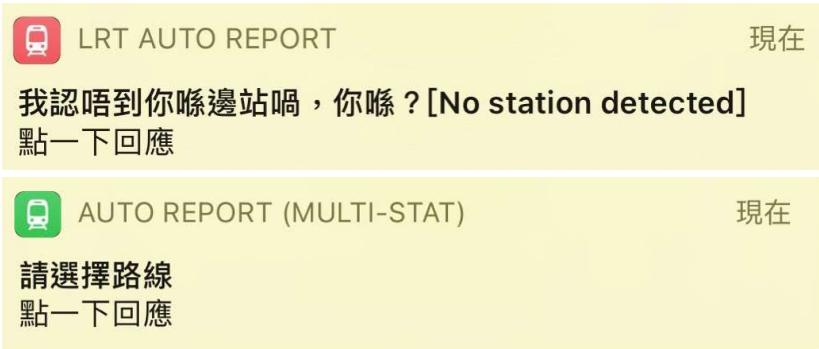 LRT AUTO REPORT 現在
我認唔到你喺邊站喎，你喺？[No station detected]
點一下回應
AUTO REPORT (MULTI-STAT) 現在
請選擇路線
點一下回應